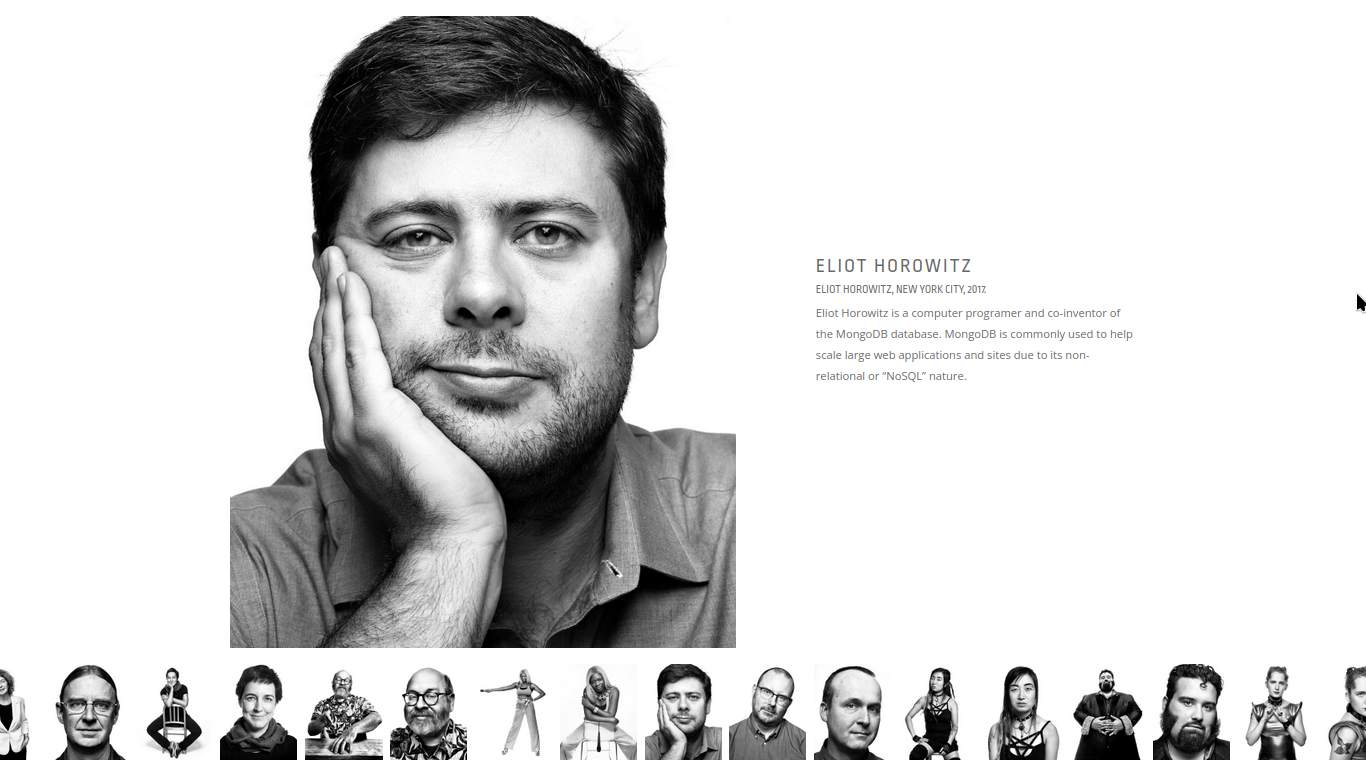 ELIOT HOROWITZ
ELIOT HOROWITZ, NEW YORK CITY, 2017.
Eliot Horowitz is a computer programer and co-inventor of
the MongoDB database. MongoDB is commonly used to help
scale large web applications and sites due to its non-
relational or “NoSQL” nature.